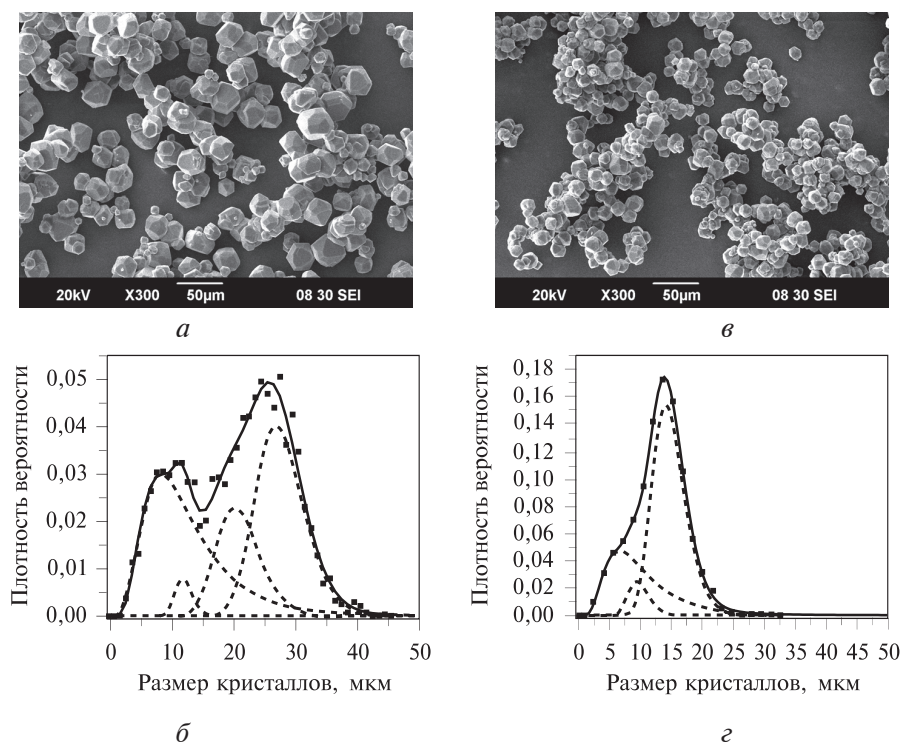 20kV X300 50µm 08 30 SEI
20kV X300 50µm 08 30 SEI
а
в
Плотность вероятности
0,05
0,04
0,03
0,02
0,01
0,00
0 10 20 30 40 50
Размер кристаллов, мкм
б
Плотность вероятности
0,18
0,16
0,14
0,12
0,10
0,08
0,06
0,04
0,02
0,00
0 5 10 15 20 25 30 35 40 45 50
Размер кристаллов, мкм
г